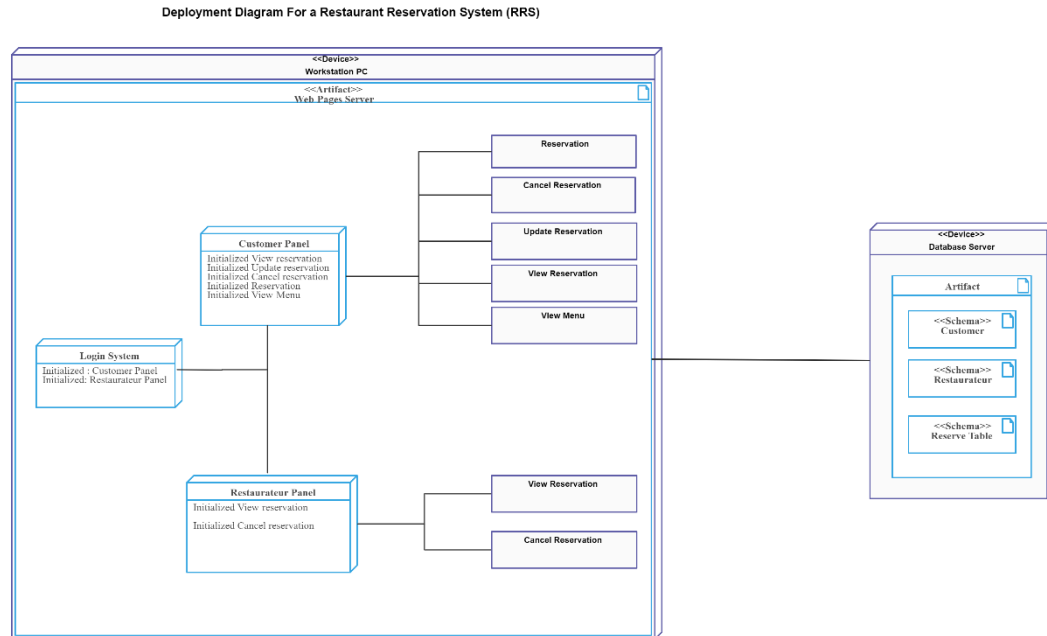 Deployment Diagram For a Restaurant Reservation System (RRS)
<<Device>>
Workstation PC
<<Artifact>>
Web Pages Server
Reservation
Cancel Reservation
Update Reservation
View Reservation
View Menu
Customer Panel
Initialized View reservation
Initialized Update reservation
Initialized Cancel reservation
Initialized Reservation
Initialized View Menu
Login System
Initialized : Customer Panel
Initialized: Restaurateur Panel
Restaurateur Panel
Initialized View reservation
Initialized Cancel reservation
View Reservation
Cancel Reservation
<<Device>>
Database Server
Artifact
<<Schema>>
Customer
<<Schema>>
Restaurateur
<<Schema>>
Reserve Table